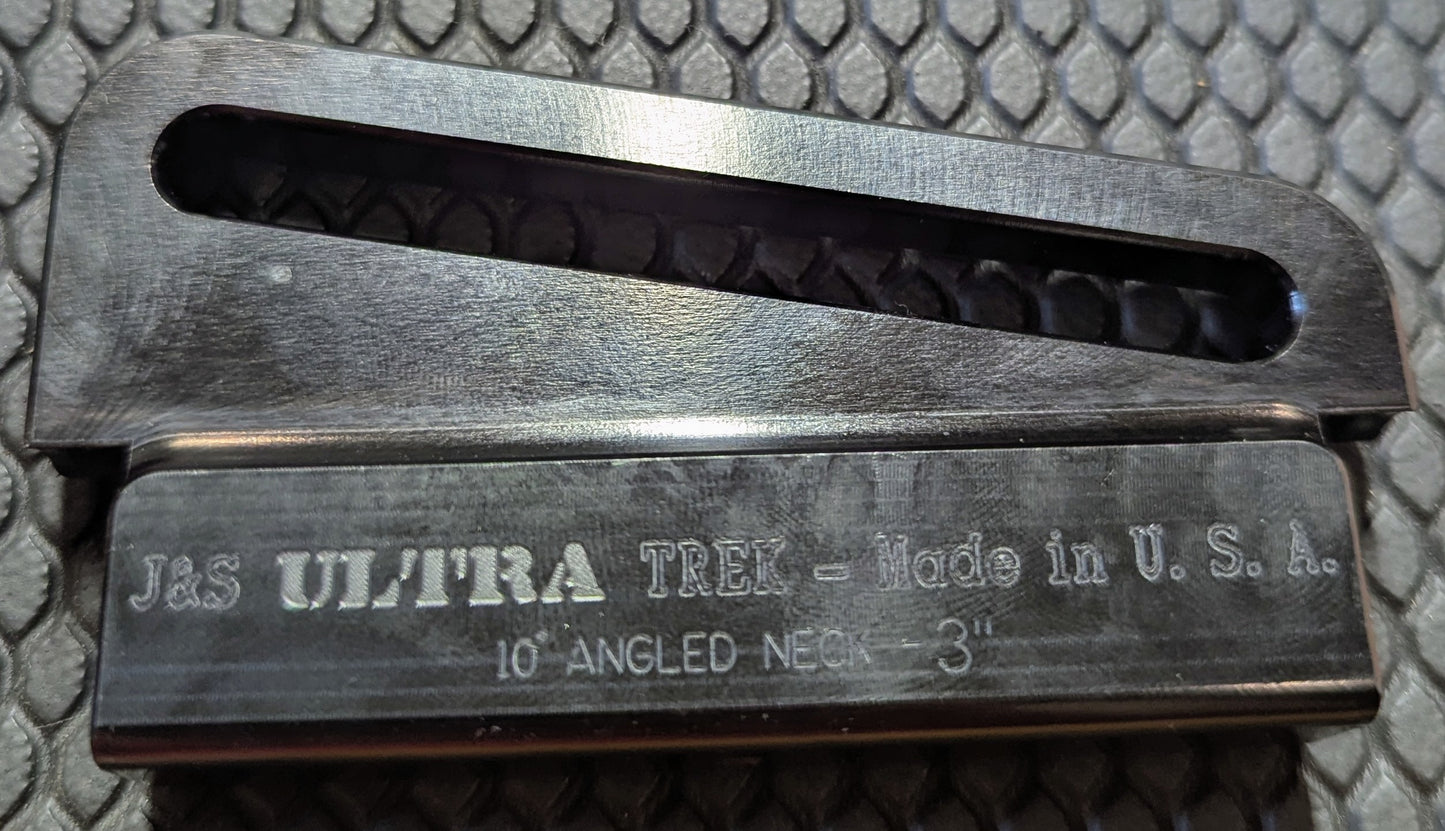 J&S ULTRA TREK - Made in U. S. A.
10° ANGLED NECK - 3"